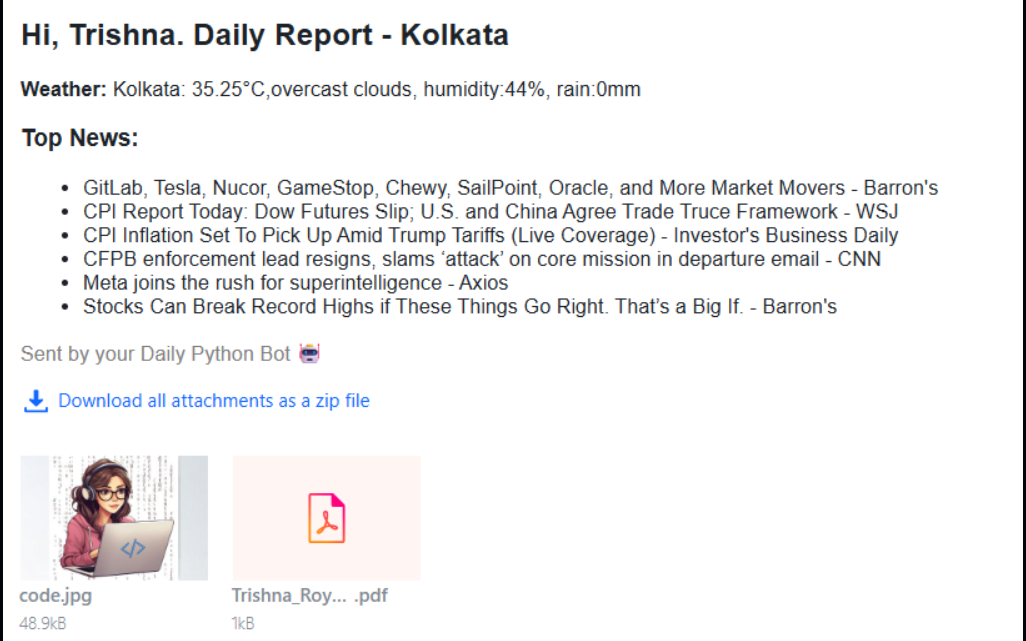 Hi, Trishna. Daily Report - Kolkata
Weather: Kolkata: 35.25°C,overcast clouds, humidity:44%, rain:0mm
Top News:
• GitLab, Tesla, Nucor, GameStop, Chewy, SailPoint, Oracle, and More Market Movers - Barron's
• CPI Report Today: Dow Futures Slip; U.S. and China Agree Trade Truce Framework - WSJ
• CPI Inflation Set To Pick Up Amid Trump Tariffs (Live Coverage) - Investor's Business Daily
• CFPB enforcement lead resigns, slams ‘attack’ on core mission in departure email - CNN
• Meta joins the rush for superintelligence - Axios
• Stocks Can Break Record Highs if These Things Go Right. That’s a Big If. - Barron's
Sent by your Daily Python Bot 🤖
Download all attachments as a zip file
</>
code.jpg
48.9kB
Trishna_Roy... .pdf
1kB